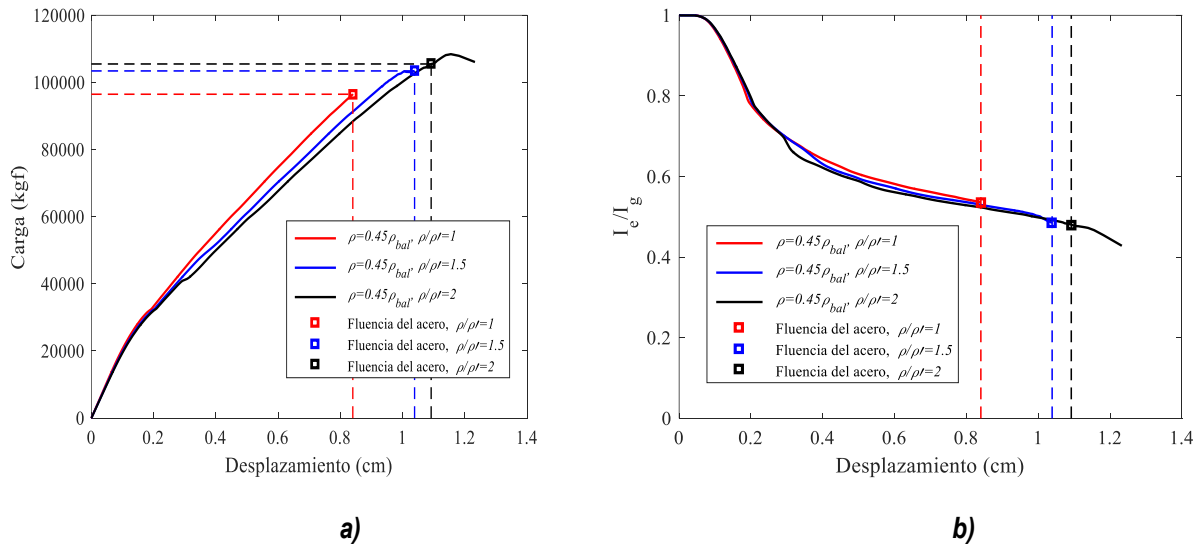 120000
100000
80000
60000
40000
20000
0
Carga (kgf)
0 0.2 0.4 0.6 0.8 1 1.2 1.4
Desplazamiento (cm)
ρ=0.45ρbal, ρ/ρ′=1
ρ=0.45ρbal, ρ/ρ′=1.5
ρ=0.45ρbal, ρ/ρ′=2
Fluencia del acero, ρ/ρ′=1
Fluencia del acero, ρ/ρ′=1.5
Fluencia del acero, ρ/ρ′=2
a)
1
0.8
0.6
0.4
0.2
0
Ie/Ig
0 0.2 0.4 0.6 0.8 1 1.2 1.4
Desplazamiento (cm)
ρ=0.45ρbal, ρ/ρ′=1
ρ=0.45ρbal, ρ/ρ′=1.5
ρ=0.45ρbal, ρ/ρ′=2
Fluencia del acero, ρ/ρ′=1
Fluencia del acero, ρ/ρ′=1.5
Fluencia del acero, ρ/ρ′=2
b)